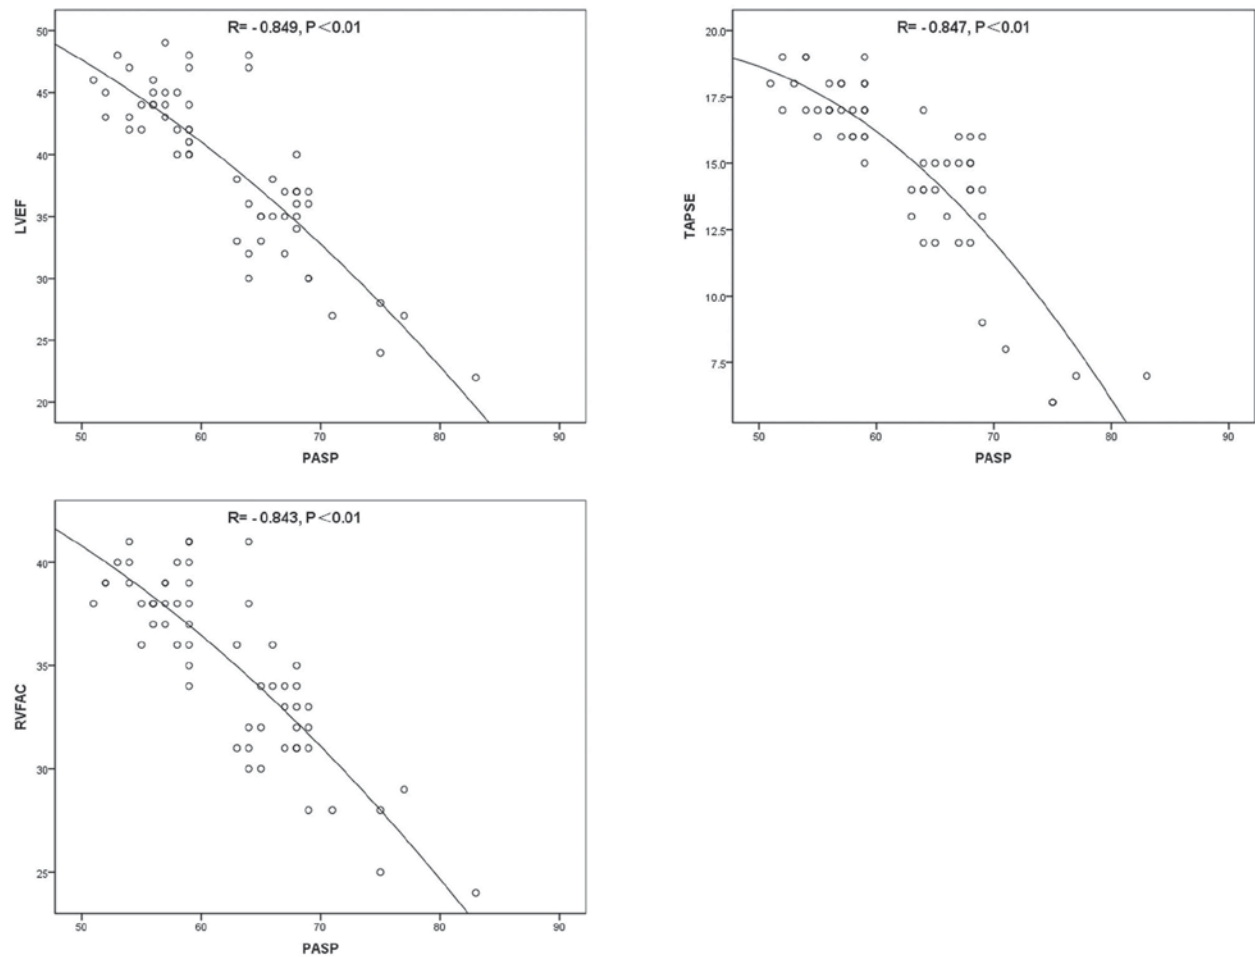 R= - 0.849, P<0.01
50
45
40
35
30
25
20
LVEF
50 60 70 80 90
PASP
R= - 0.847, P<0.01
20.0
17.5
15.0
12.5
10.0
7.5
TAPSE
50 60 70 80 90
PASP
R= - 0.843, P<0.01
40
35
30
25
RVFAC
50 60 70 80 90
PASP